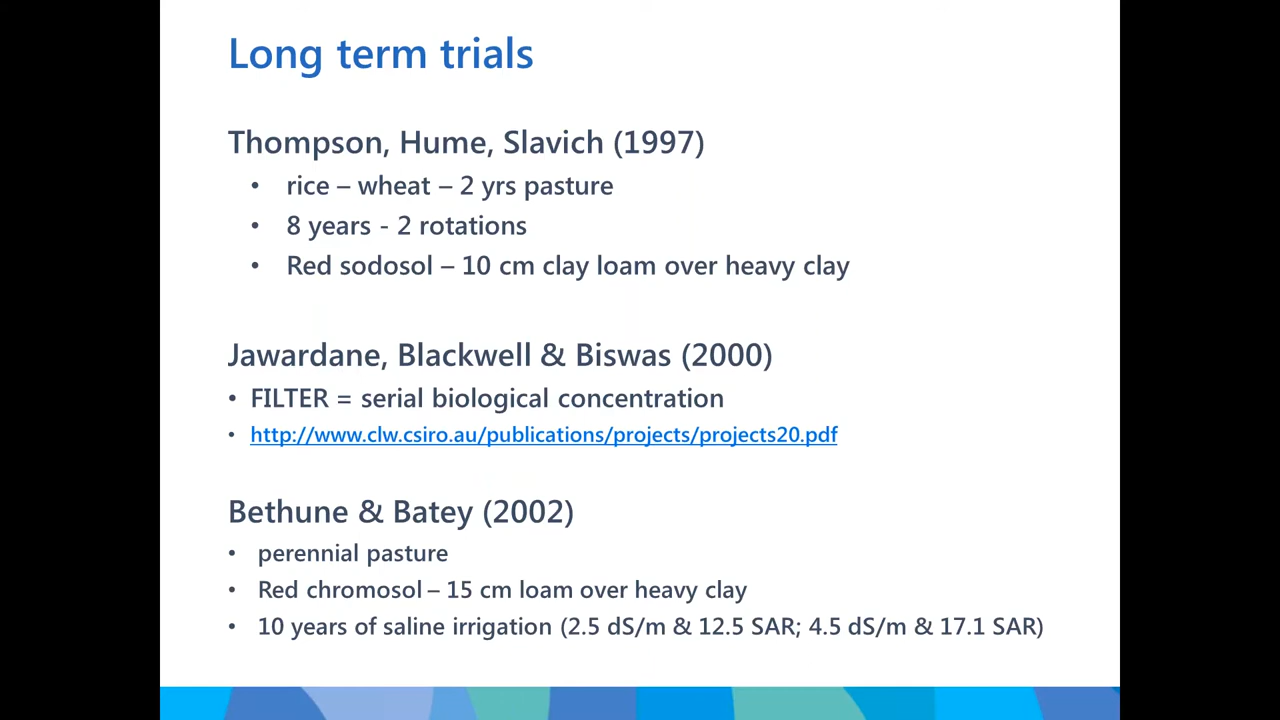 Long term trials
Thompson, Hume, Slavich (1997)
• rice – wheat – 2 yrs pasture
• 8 years - 2 rotations
• Red sodosol – 10 cm clay loam over heavy clay
Jawardane, Blackwell & Biswas (2000)
• FILTER = serial biological concentration
• http://www.clw.csiro.au/publications/projects/projects20.pdf
Bethune & Batey (2002)
• perennial pasture
• Red chromosol – 15 cm loam over heavy clay
• 10 years of saline irrigation (2.5 dS/m & 12.5 SAR; 4.5 dS/m & 17.1 SAR)